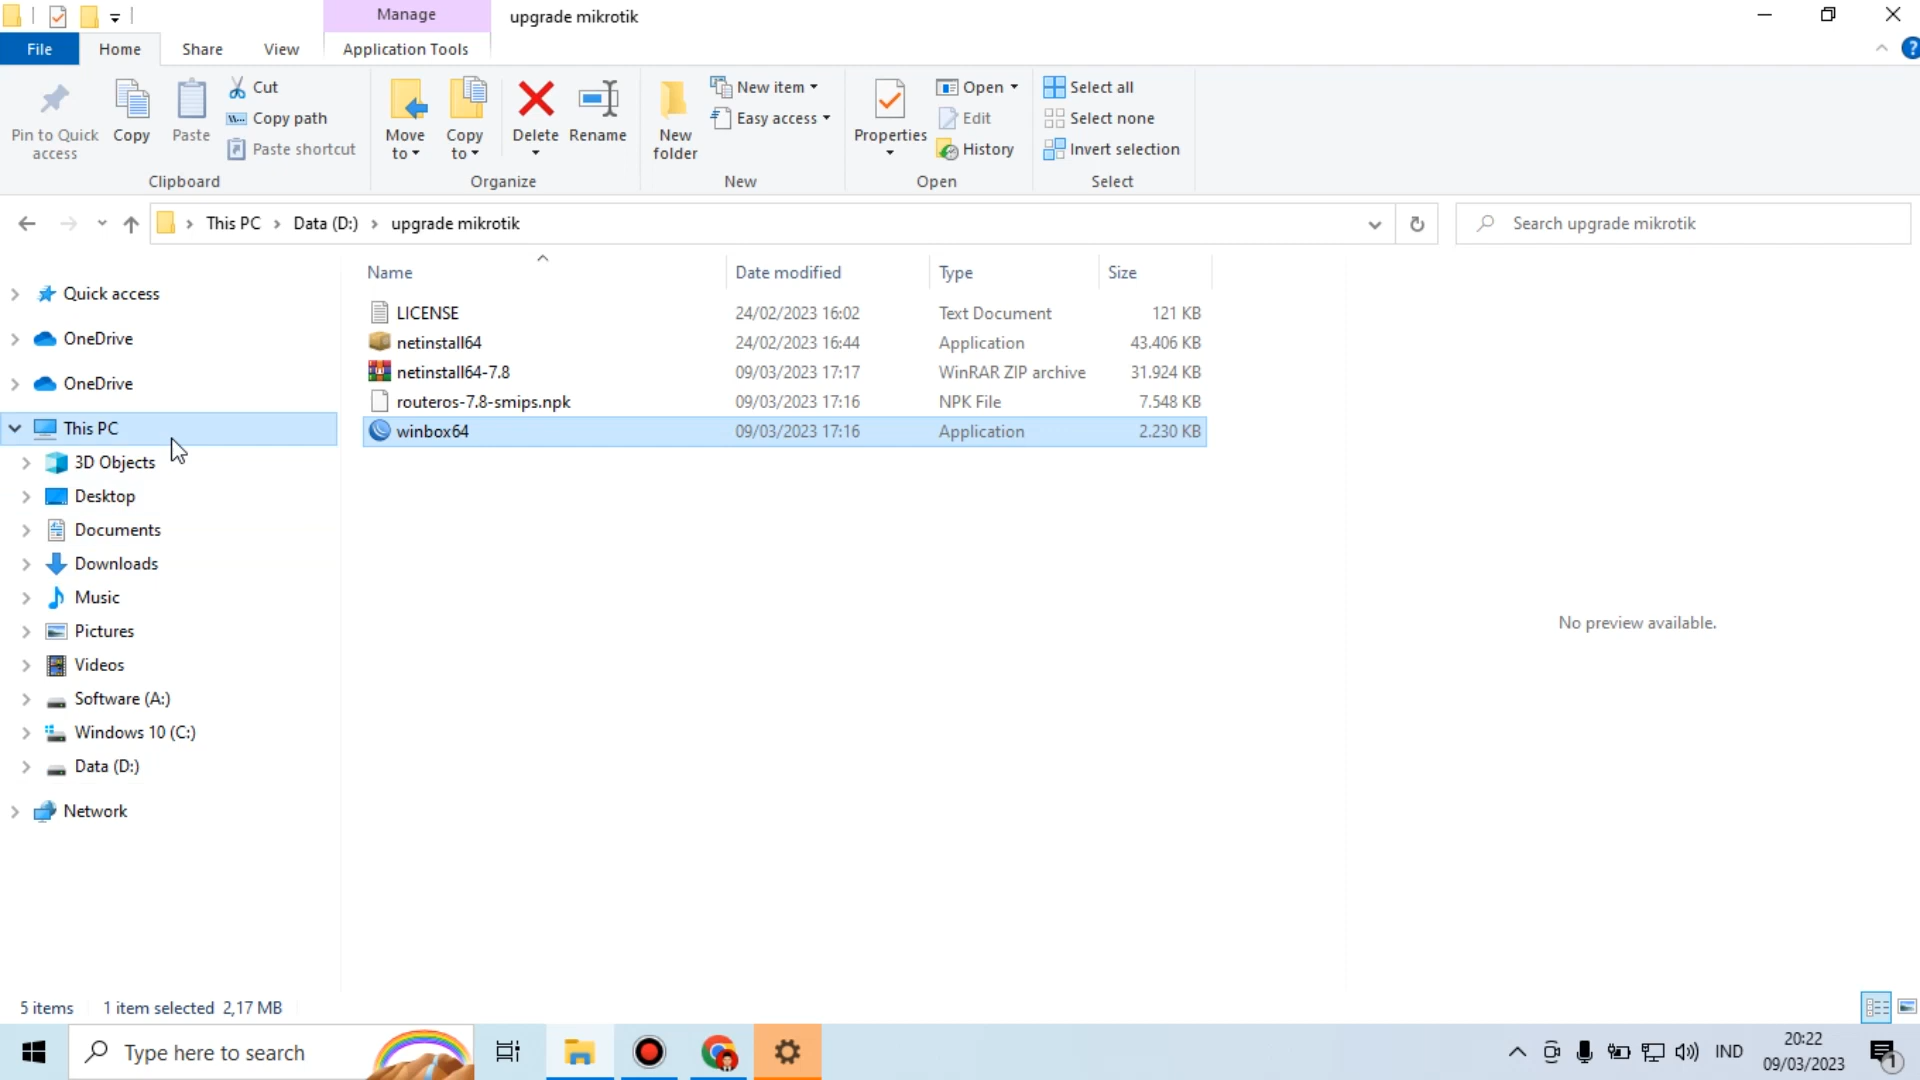 Manage
upgrade mikrotik
File
Home
Share
View
Application Tools
Pin to Quick access
Copy
Paste
Cut
Copy path
Paste shortcut
Move to
Copy to
Delete
Rename
New folder
New item
Easy access
Properties
Open
Edit
History
Select all
Select none
Invert selection
Clipboard
Organize
New
Open
Select
This PC
Data (D:)
upgrade mikrotik
Search upgrade mikrotik
Name Date modified Type Size
LICENSE 24/02/2023 16:02 Text Document 121 KB
netinstall64 24/02/2023 16:44 Application 43.406 KB
netinstall64-7.8 09/03/2023 17:17 WinRAR ZIP archive 31.924 KB
routeros-7.8-smips.npk 09/03/2023 17:16 NPK File 7.548 KB
winbox64 09/03/2023 17:16 Application 2.230 KB
Quick access
OneDrive
OneDrive
This PC
3D Objects
Desktop
Documents
Downloads
Music
Pictures
Videos
Software (A:)
Windows 10 (C:)
Data (D:)
Network
No preview available.
5 items 1 item selected 2,17 MB
Type here to search
IND
20:22
09/03/2023
1